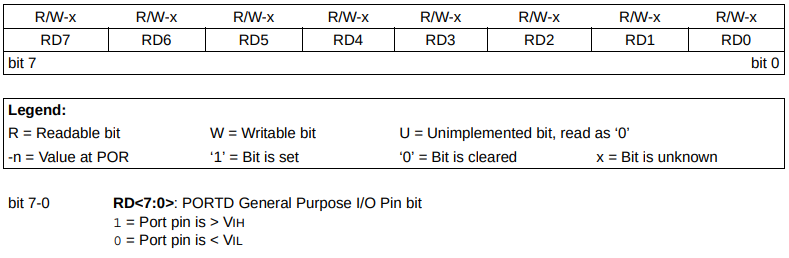 R/W-x R/W-x R/W-x R/W-x R/W-x R/W-x R/W-x R/W-x
RD7 RD6 RD5 RD4 RD3 RD2 RD1 RD0
bit 7 bit 0
Legend:
R = Readable bit W = Writable bit U = Unimplemented bit, read as ‘0’
-n = Value at POR ‘1’ = Bit is set ‘0’ = Bit is cleared x = Bit is unknown
bit 7-0 RD<7:0>: PORTD General Purpose I/O Pin bit
1 = Port pin is > VIH
0 = Port pin is < VIL